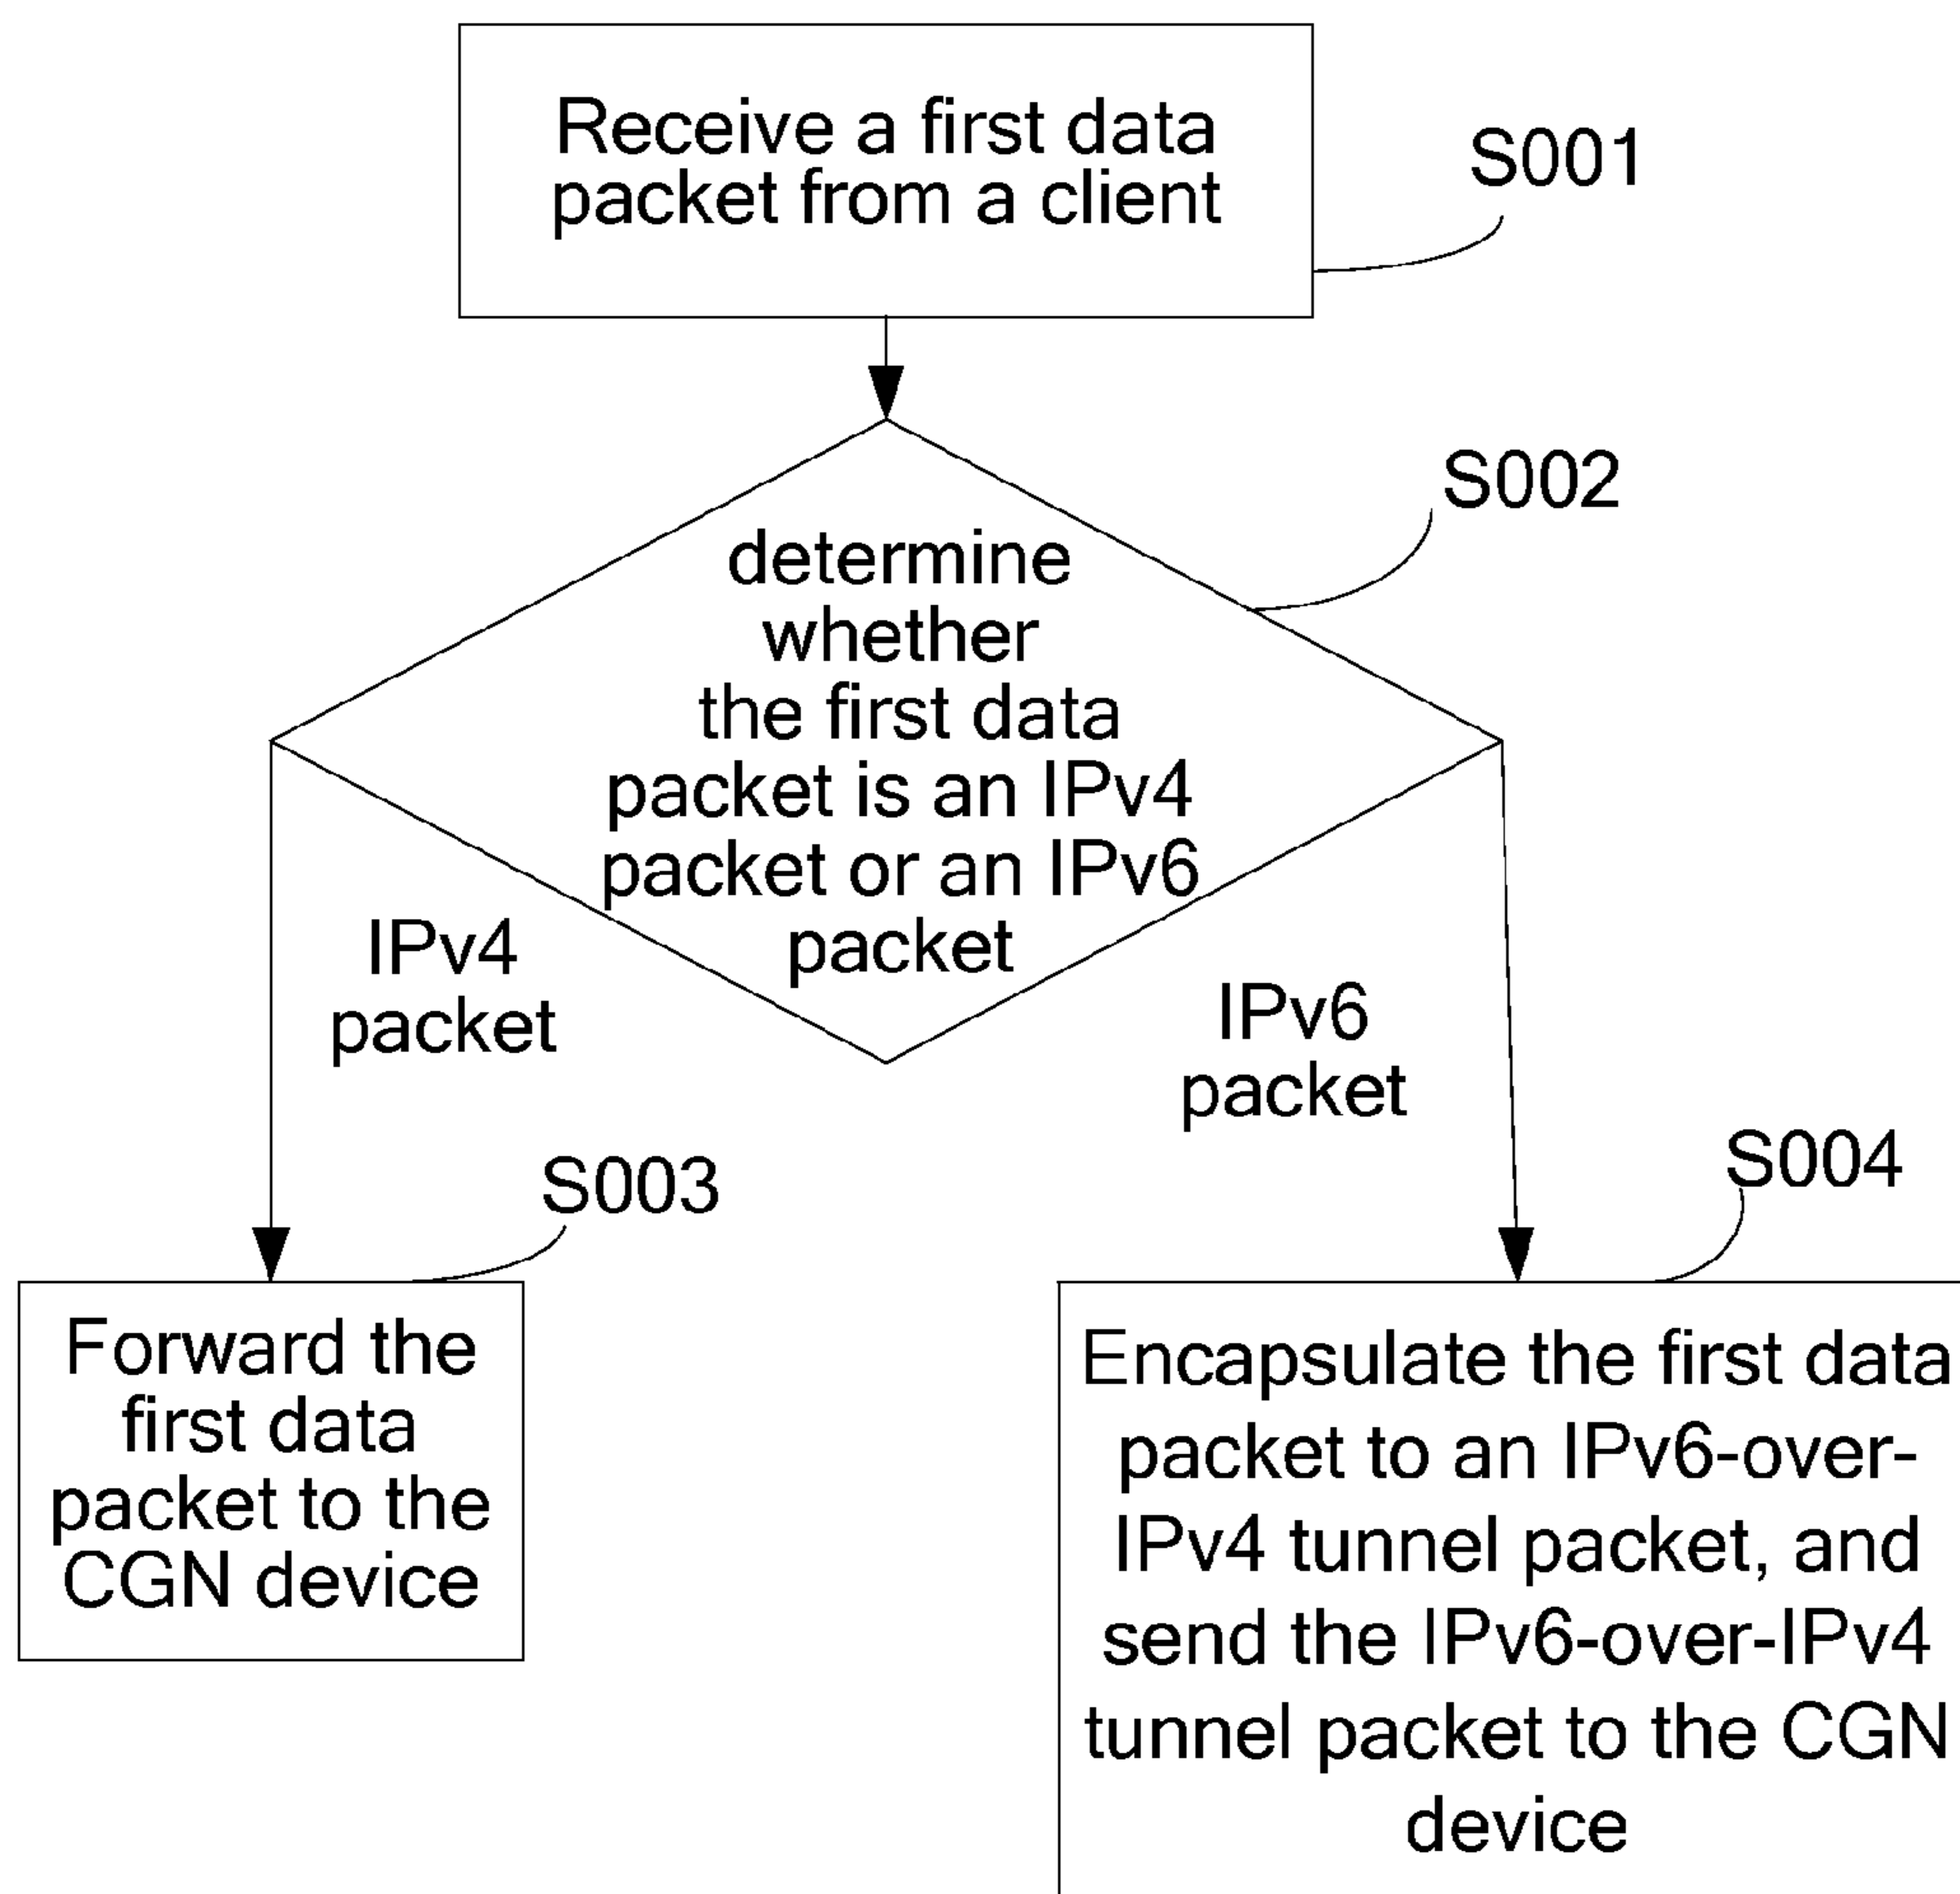 Receive a first data
packet from a client
S001
S002
determine
whether
the first data
packet is an IPv4
packet or an IPv6
packet
IPv4
packet
IPv6
packet
S003
S004
Forward the
first data
packet to the
CGN device
Encapsulate the first data
packet to an IPv6-over-
IPv4 tunnel packet, and
send the IPv6-over-IPv4
tunnel packet to the CGN
device